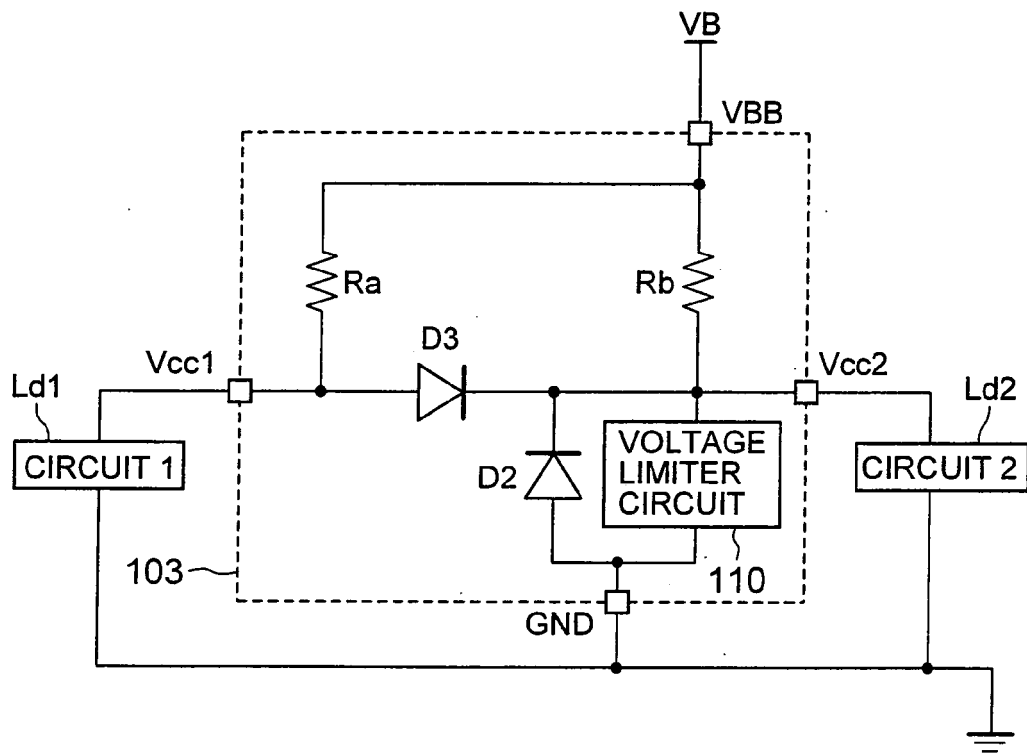 VB
VBB
Ra
Rb
D3
Vcc1
Vcc2
Ld1
Ld2
CIRCUIT 1
VOLTAGE
LIMITER
CIRCUIT
CIRCUIT 2
D2
103
110
GND